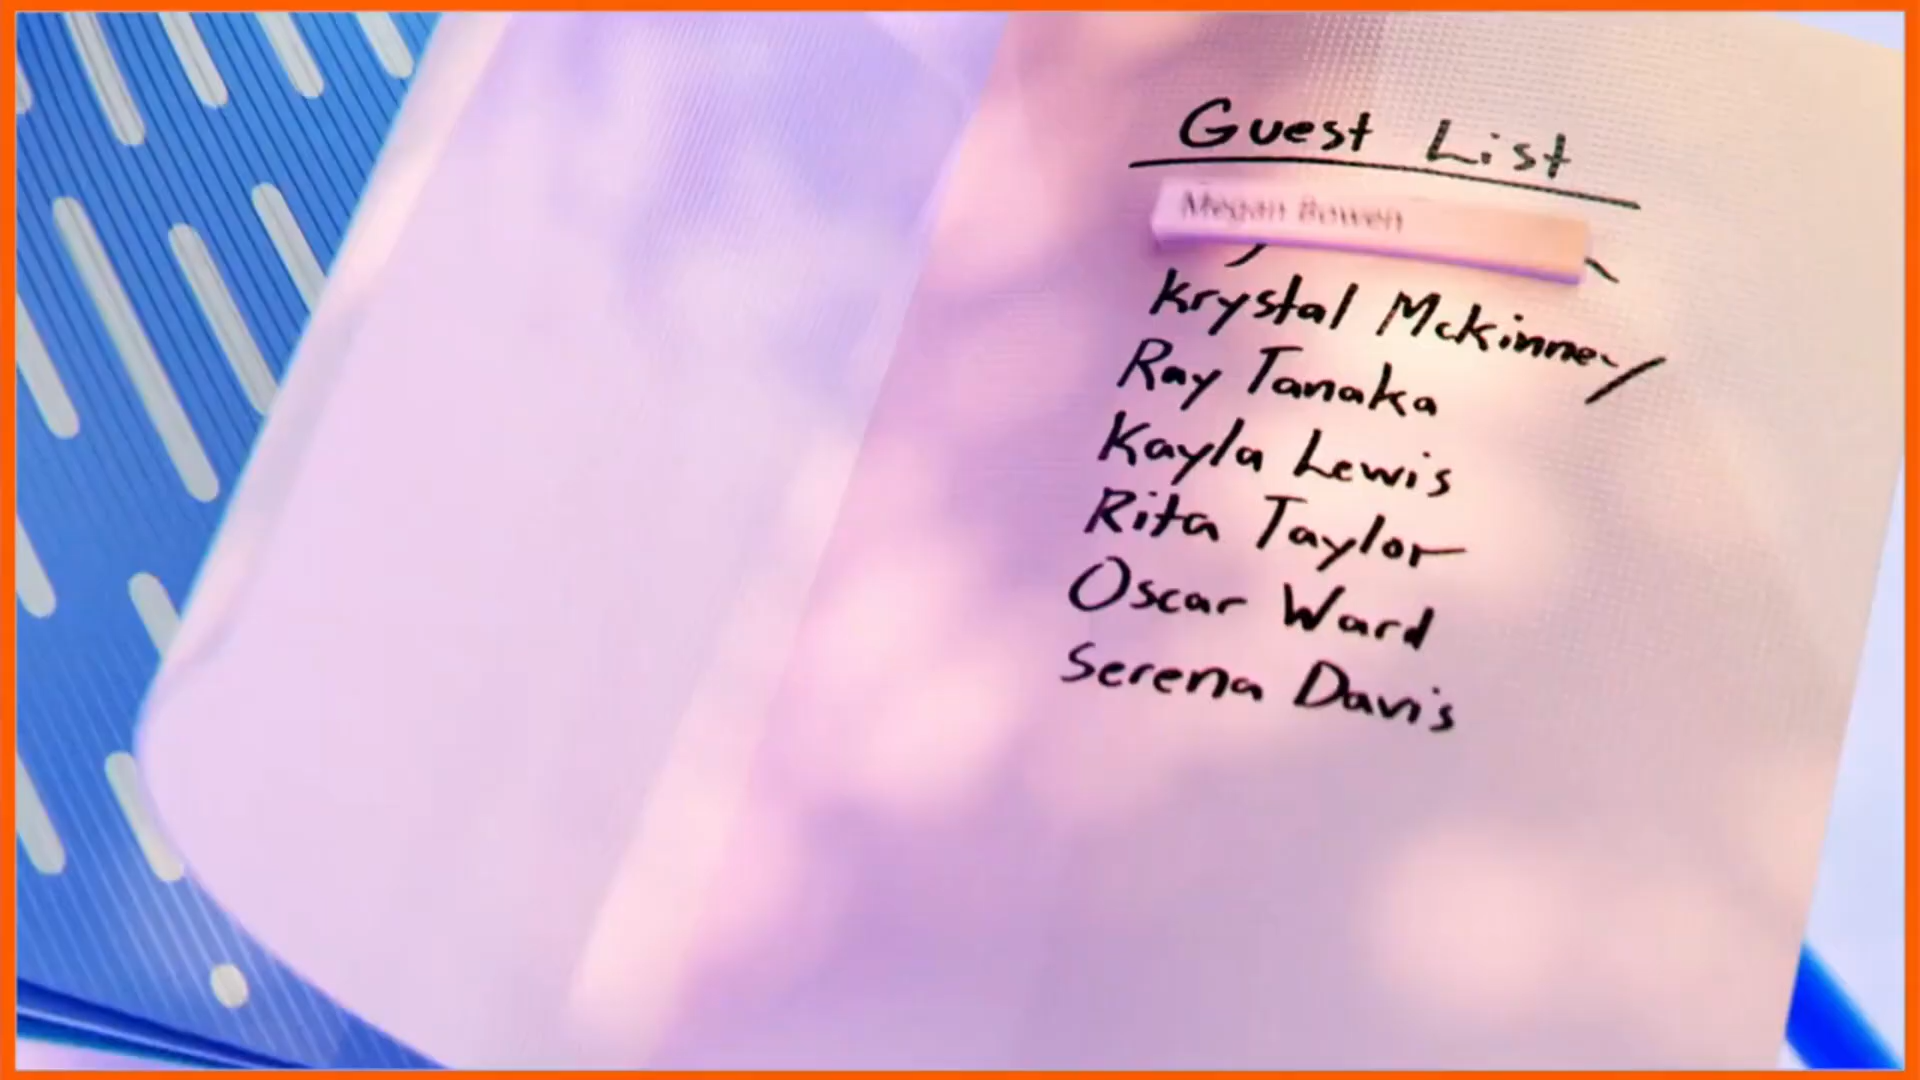 Guest List
Megan Bowen
Krystal Mckinney
Ray Tanaka
Kayla Lewis
Rita Taylor
Oscar Ward
Serena Davis